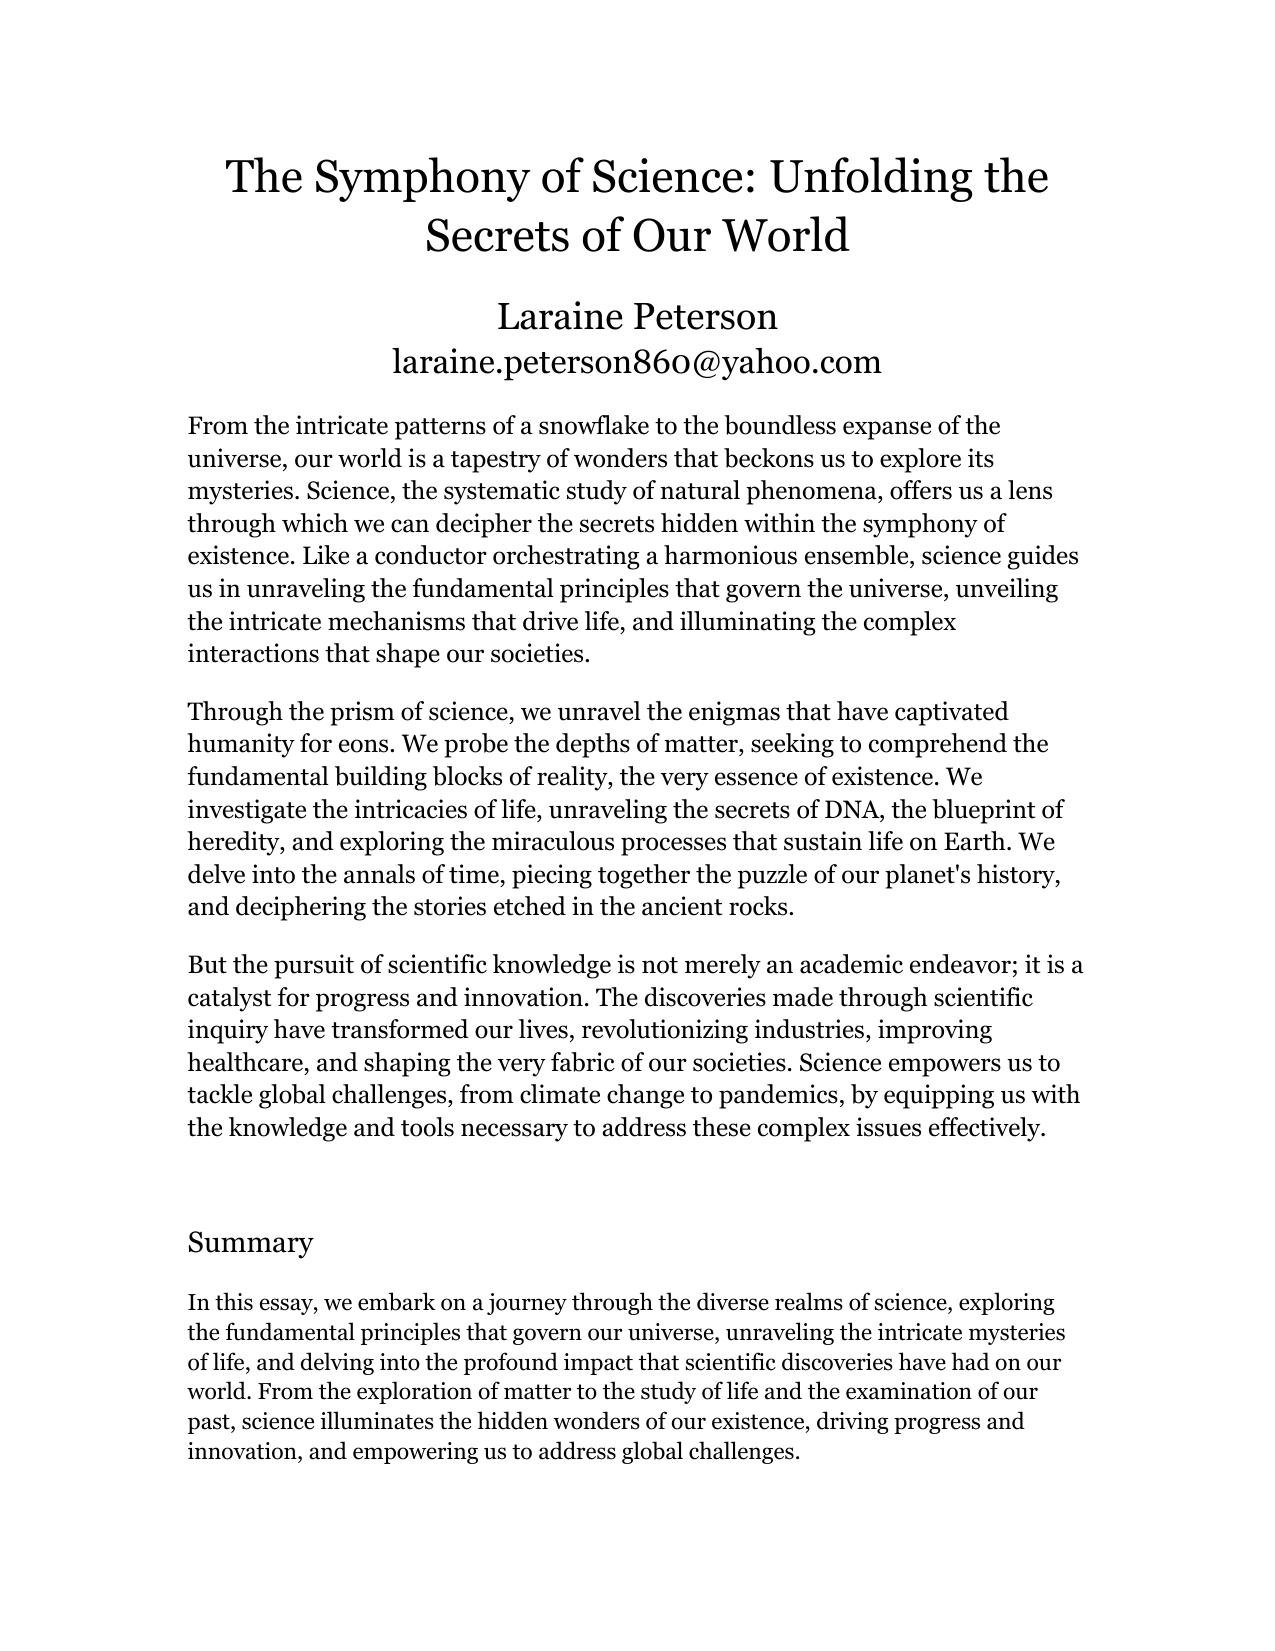 The Symphony of Science: Unfolding the
Secrets of Our World
Laraine Peterson
laraine.peterson860@yahoo.com
From the intricate patterns of a snowflake to the boundless expanse of the
universe, our world is a tapestry of wonders that beckons us to explore its
mysteries. Science, the systematic study of natural phenomena, offers us a lens
through which we can decipher the secrets hidden within the symphony of
existence. Like a conductor orchestrating a harmonious ensemble, science guides
us in unraveling the fundamental principles that govern the universe, unveiling
the intricate mechanisms that drive life, and illuminating the complex
interactions that shape our societies.
Through the prism of science, we unravel the enigmas that have captivated
humanity for eons. We probe the depths of matter, seeking to comprehend the
fundamental building blocks of reality, the very essence of existence. We
investigate the intricacies of life, unraveling the secrets of DNA, the blueprint of
heredity, and exploring the miraculous processes that sustain life on Earth. We
delve into the annals of time, piecing together the puzzle of our planet's history,
and deciphering the stories etched in the ancient rocks.
But the pursuit of scientific knowledge is not merely an academic endeavor; it is a
catalyst for progress and innovation. The discoveries made through scientific
inquiry have transformed our lives, revolutionizing industries, improving
healthcare, and shaping the very fabric of our societies. Science empowers us to
tackle global challenges, from climate change to pandemics, by equipping us with
the knowledge and tools necessary to address these complex issues effectively.
Summary
In this essay, we embark on a journey through the diverse realms of science, exploring
the fundamental principles that govern our universe, unraveling the intricate mysteries
of life, and delving into the profound impact that scientific discoveries have had on our
world. From the exploration of matter to the study of life and the examination of our
past, science illuminates the hidden wonders of our existence, driving progress and
innovation, and empowering us to address global challenges.